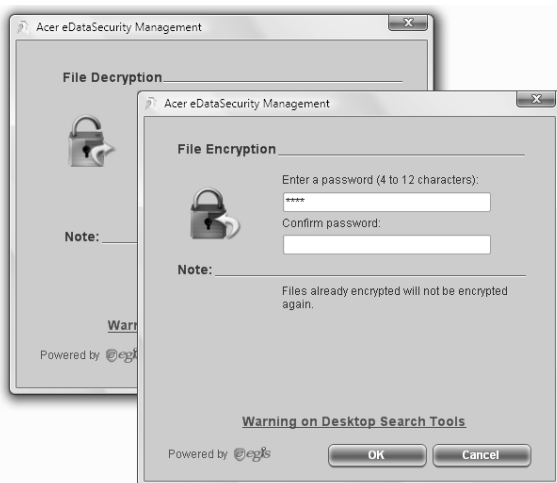 Acer eDataSecurity Management
File Decryption
Note:
Powered by
Acer eDataSecurity Management
File Encryption
Enter a password (4 to 12 characters):
****
Confirm password:
Note:
Files already encrypted will not be encrypted
again.
Warning on Desktop Search Tools
Powered by egis
OK
Cancel